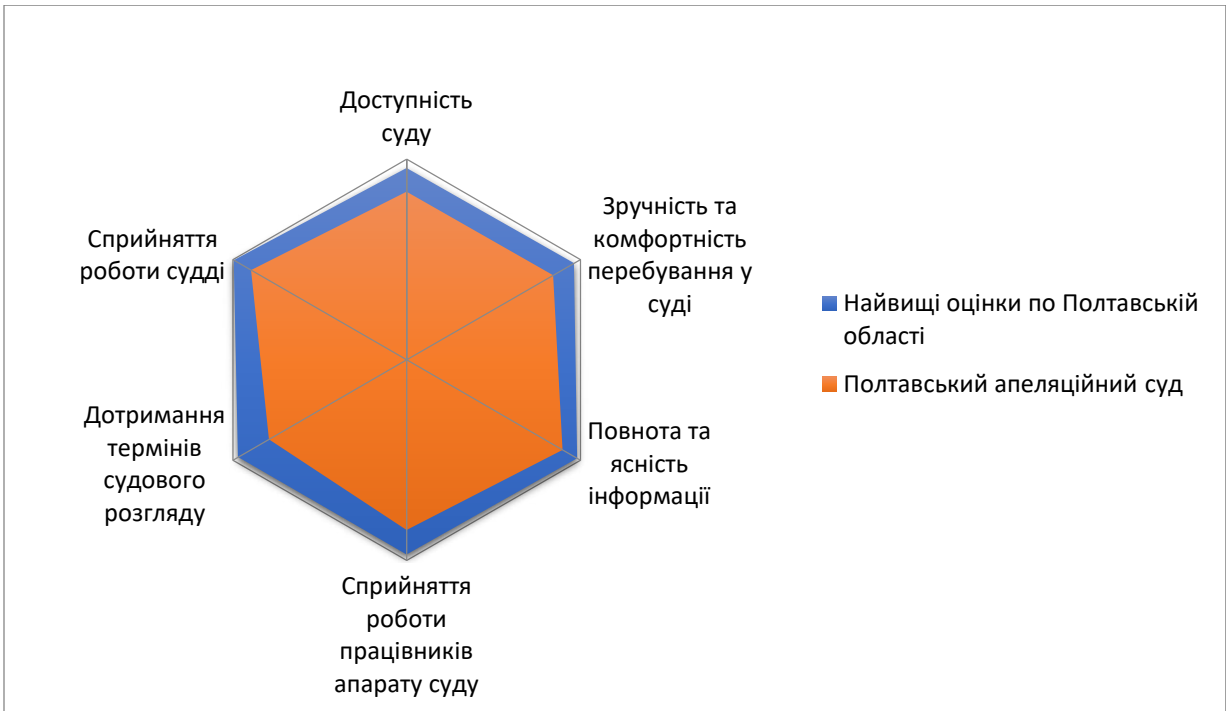 Доступність
суду
Зручність та
комфортність
перебування у
суді
Повнота та
ясність
інформації
Сприйняття
роботи
працівників
апарату суду
Дотримання
термінів
судового
розгляду
Сприйняття
роботи судді
Найвищі оцінки по Полтавській
області
Полтавський апеляційний суд